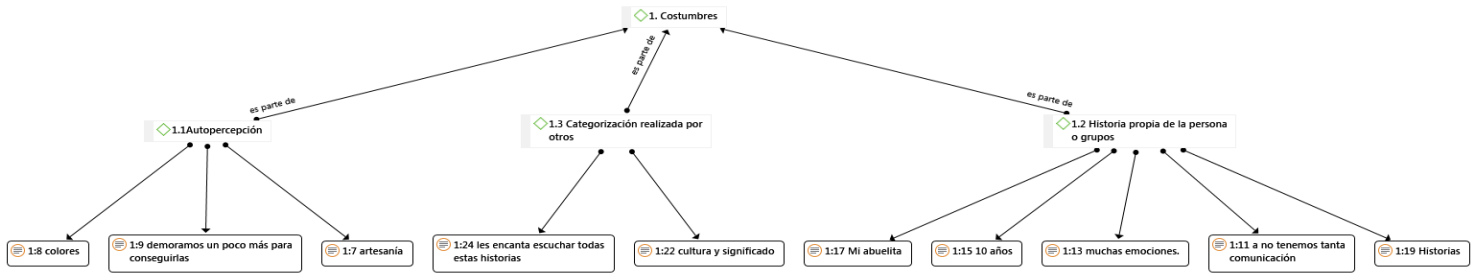 1. Costumbres
es parte de
es parte de
es parte de
1.1Autopercepción
1.3 Categorización realizada por
otros
1.2 Historia propia de la persona
o grupos
1:8 colores
1:9 demoramos un poco más para
conseguirlas
1:7 artesanía
1:24 les encanta escuchar todas
estas historias
1:22 cultura y significado
1:17 Mi abuelita
1:15 10 años
1:13 muchas emociones.
1:11 a no tenemos tanta
comunicación
1:19 Historias